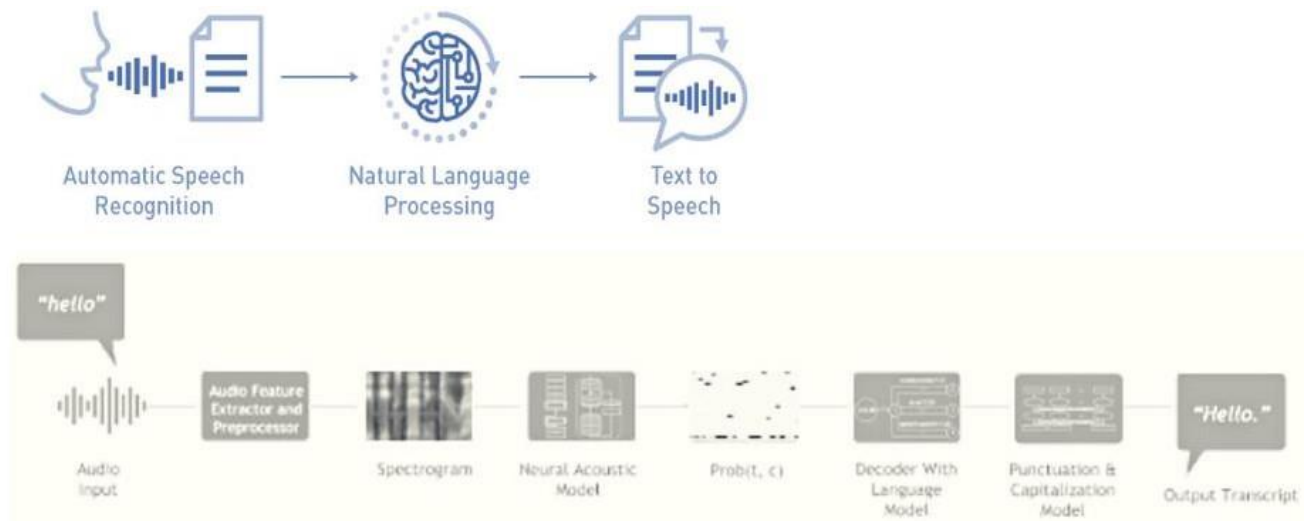 Automatic Speech
Recognition
Natural Language
Processing
Text to
Speech
"hello"
Audio Feature
Extractor and
Preprocessor
"Hello."
Audio
Input
Spectrogram
Neural Acoustic
Model
Prob(t, c)
Decoder With
Language
Model
Punctuation &
Capitalization
Model
Output Transcript